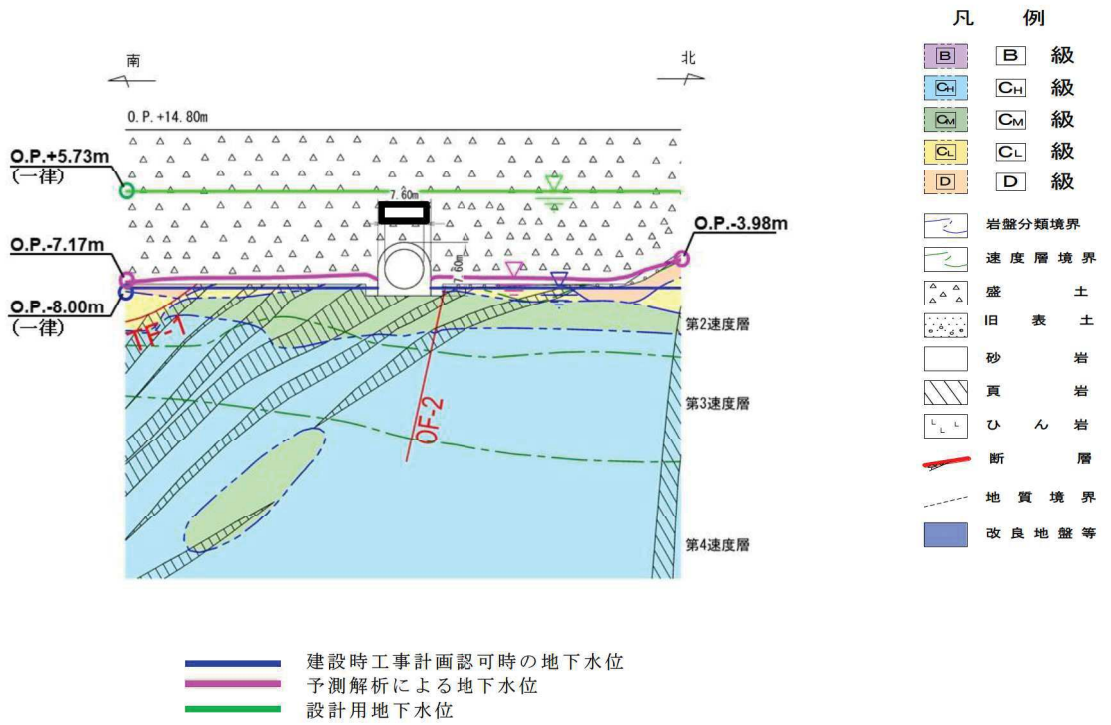 南
北
O.P.+14.80m
O.P.+5.73m
(一律)
7.60m
O.P.-3.98m
O.P.-7.17m
7.60m
O.P.-8.00m
(一律)
TF-1
第2速度層
OF-2
第3速度層
第4速度層
凡 例
B B 級
CH CH 級
CM CM 級
CL CL 級
D D 級
岩盤分類境界
速度層境界
盛土
旧表土
砂岩
頁岩
ひん岩
断層
地質境界
改良地盤等
建設時工事計画認可時の地下水位
予測解析による地下水位
設計用地下水位